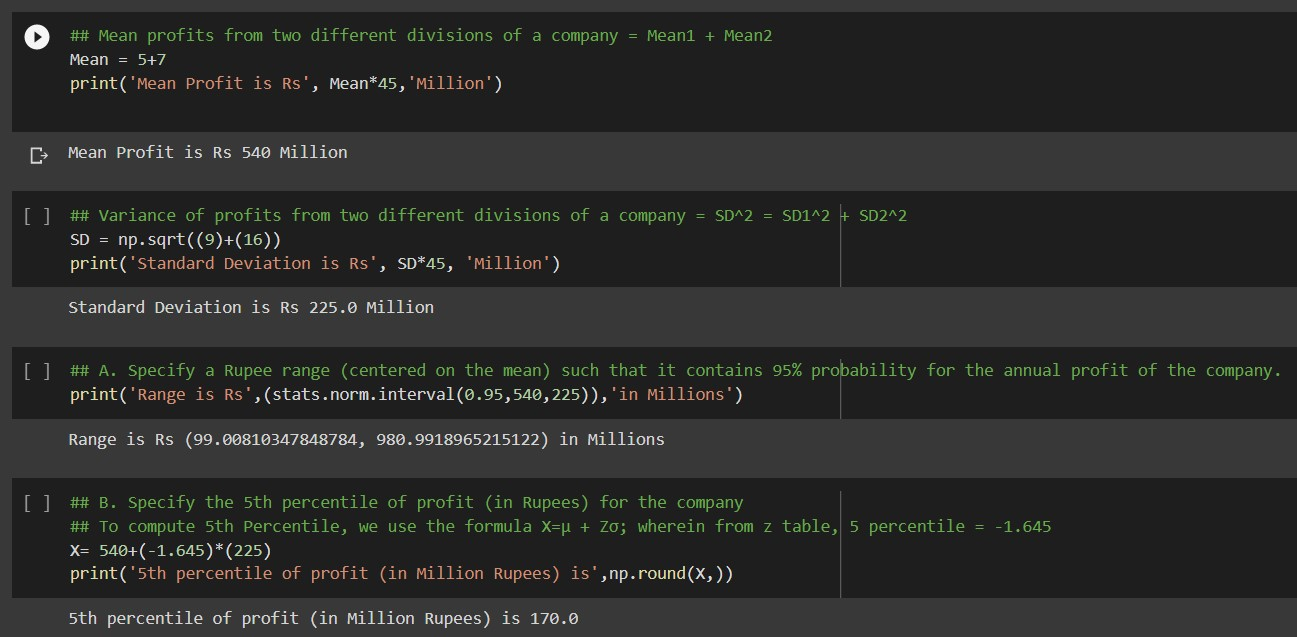 ## Mean profits from two different divisions of a company = Mean1 + Mean2
Mean = 5+7
print('Mean Profit is Rs', Mean*45,'Million')
Mean Profit is Rs 540 Million
[ ] ## Variance of profits from two different divisions of a company = SD^2 = SD1^2 + SD2^2
SD = np.sqrt((9)+(16))
print('Standard Deviation is Rs', SD*45, 'Million')
Standard Deviation is Rs 225.0 Million
[ ] ## A. Specify a Rupee range (centered on the mean) such that it contains 95% probability for the annual profit of the company.
print('Range is Rs',(stats.norm.interval(0.95,540,225)),'in Millions')
Range is Rs (99.00810347848784, 980.9918965215122) in Millions
[ ] ## B. Specify the 5th percentile of profit (in Rupees) for the company
## To compute 5th Percentile, we use the formula X=μ + Zσ; wherein from z table, 5 percentile = -1.645
X= 540+(-1.645)*(225)
print('5th percentile of profit (in Million Rupees) is',np.round(X,))
5th percentile of profit (in Million Rupees) is 170.0